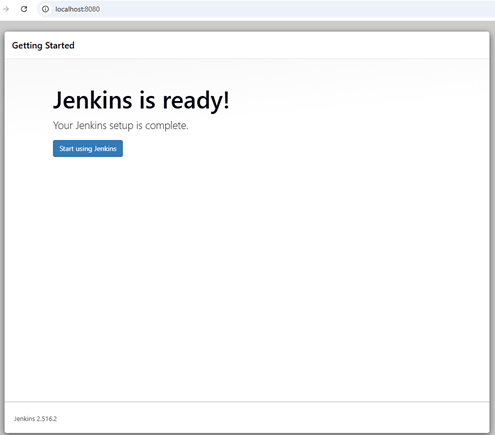 localhost:8080
Getting Started
Jenkins is ready!
Your Jenkins setup is complete.
Start using Jenkins
Jenkins 2.516.2